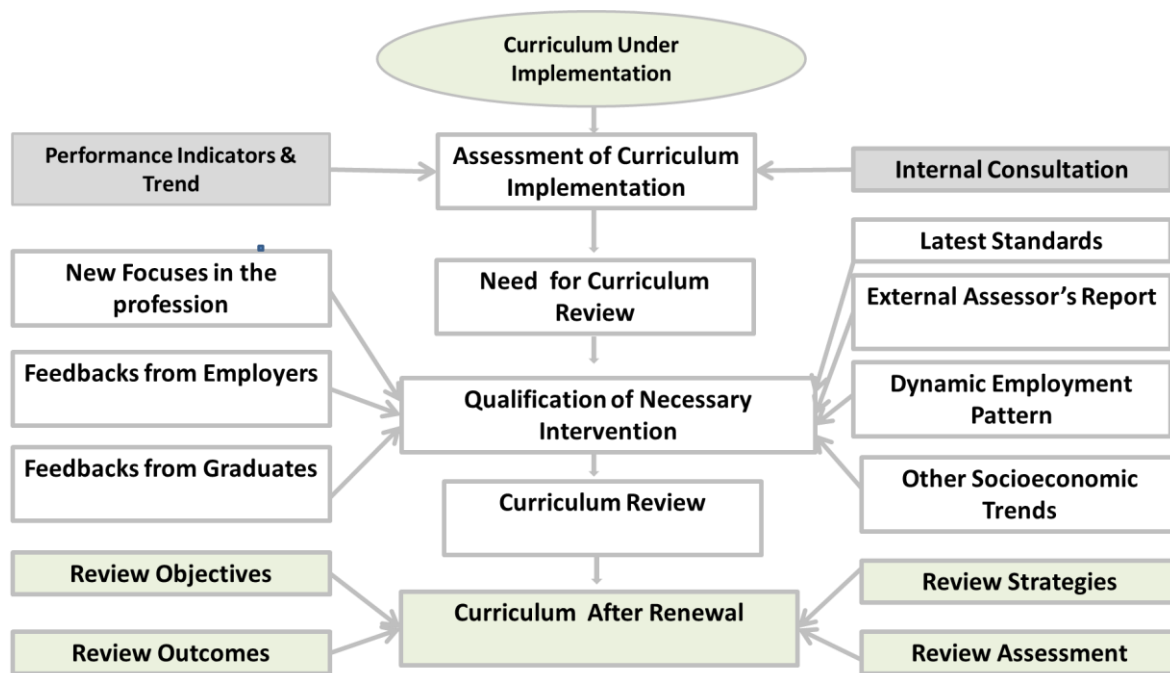 Curriculum Under
Implementation
Performance Indicators &
Trend
Assessment of Curriculum
Implementation
Internal Consultation
New Focuses in the
profession
Need for Curriculum
Review
Latest Standards
External Assessor's Report
Feedbacks from Employers
Qualification of Necessary
Intervention
Dynamic Employment
Pattern
Feedbacks from Graduates
Curriculum Review
Other Socioeconomic
Trends
Review Objectives
Curriculum After Renewal
Review Strategies
Review Outcomes
Review Assessment